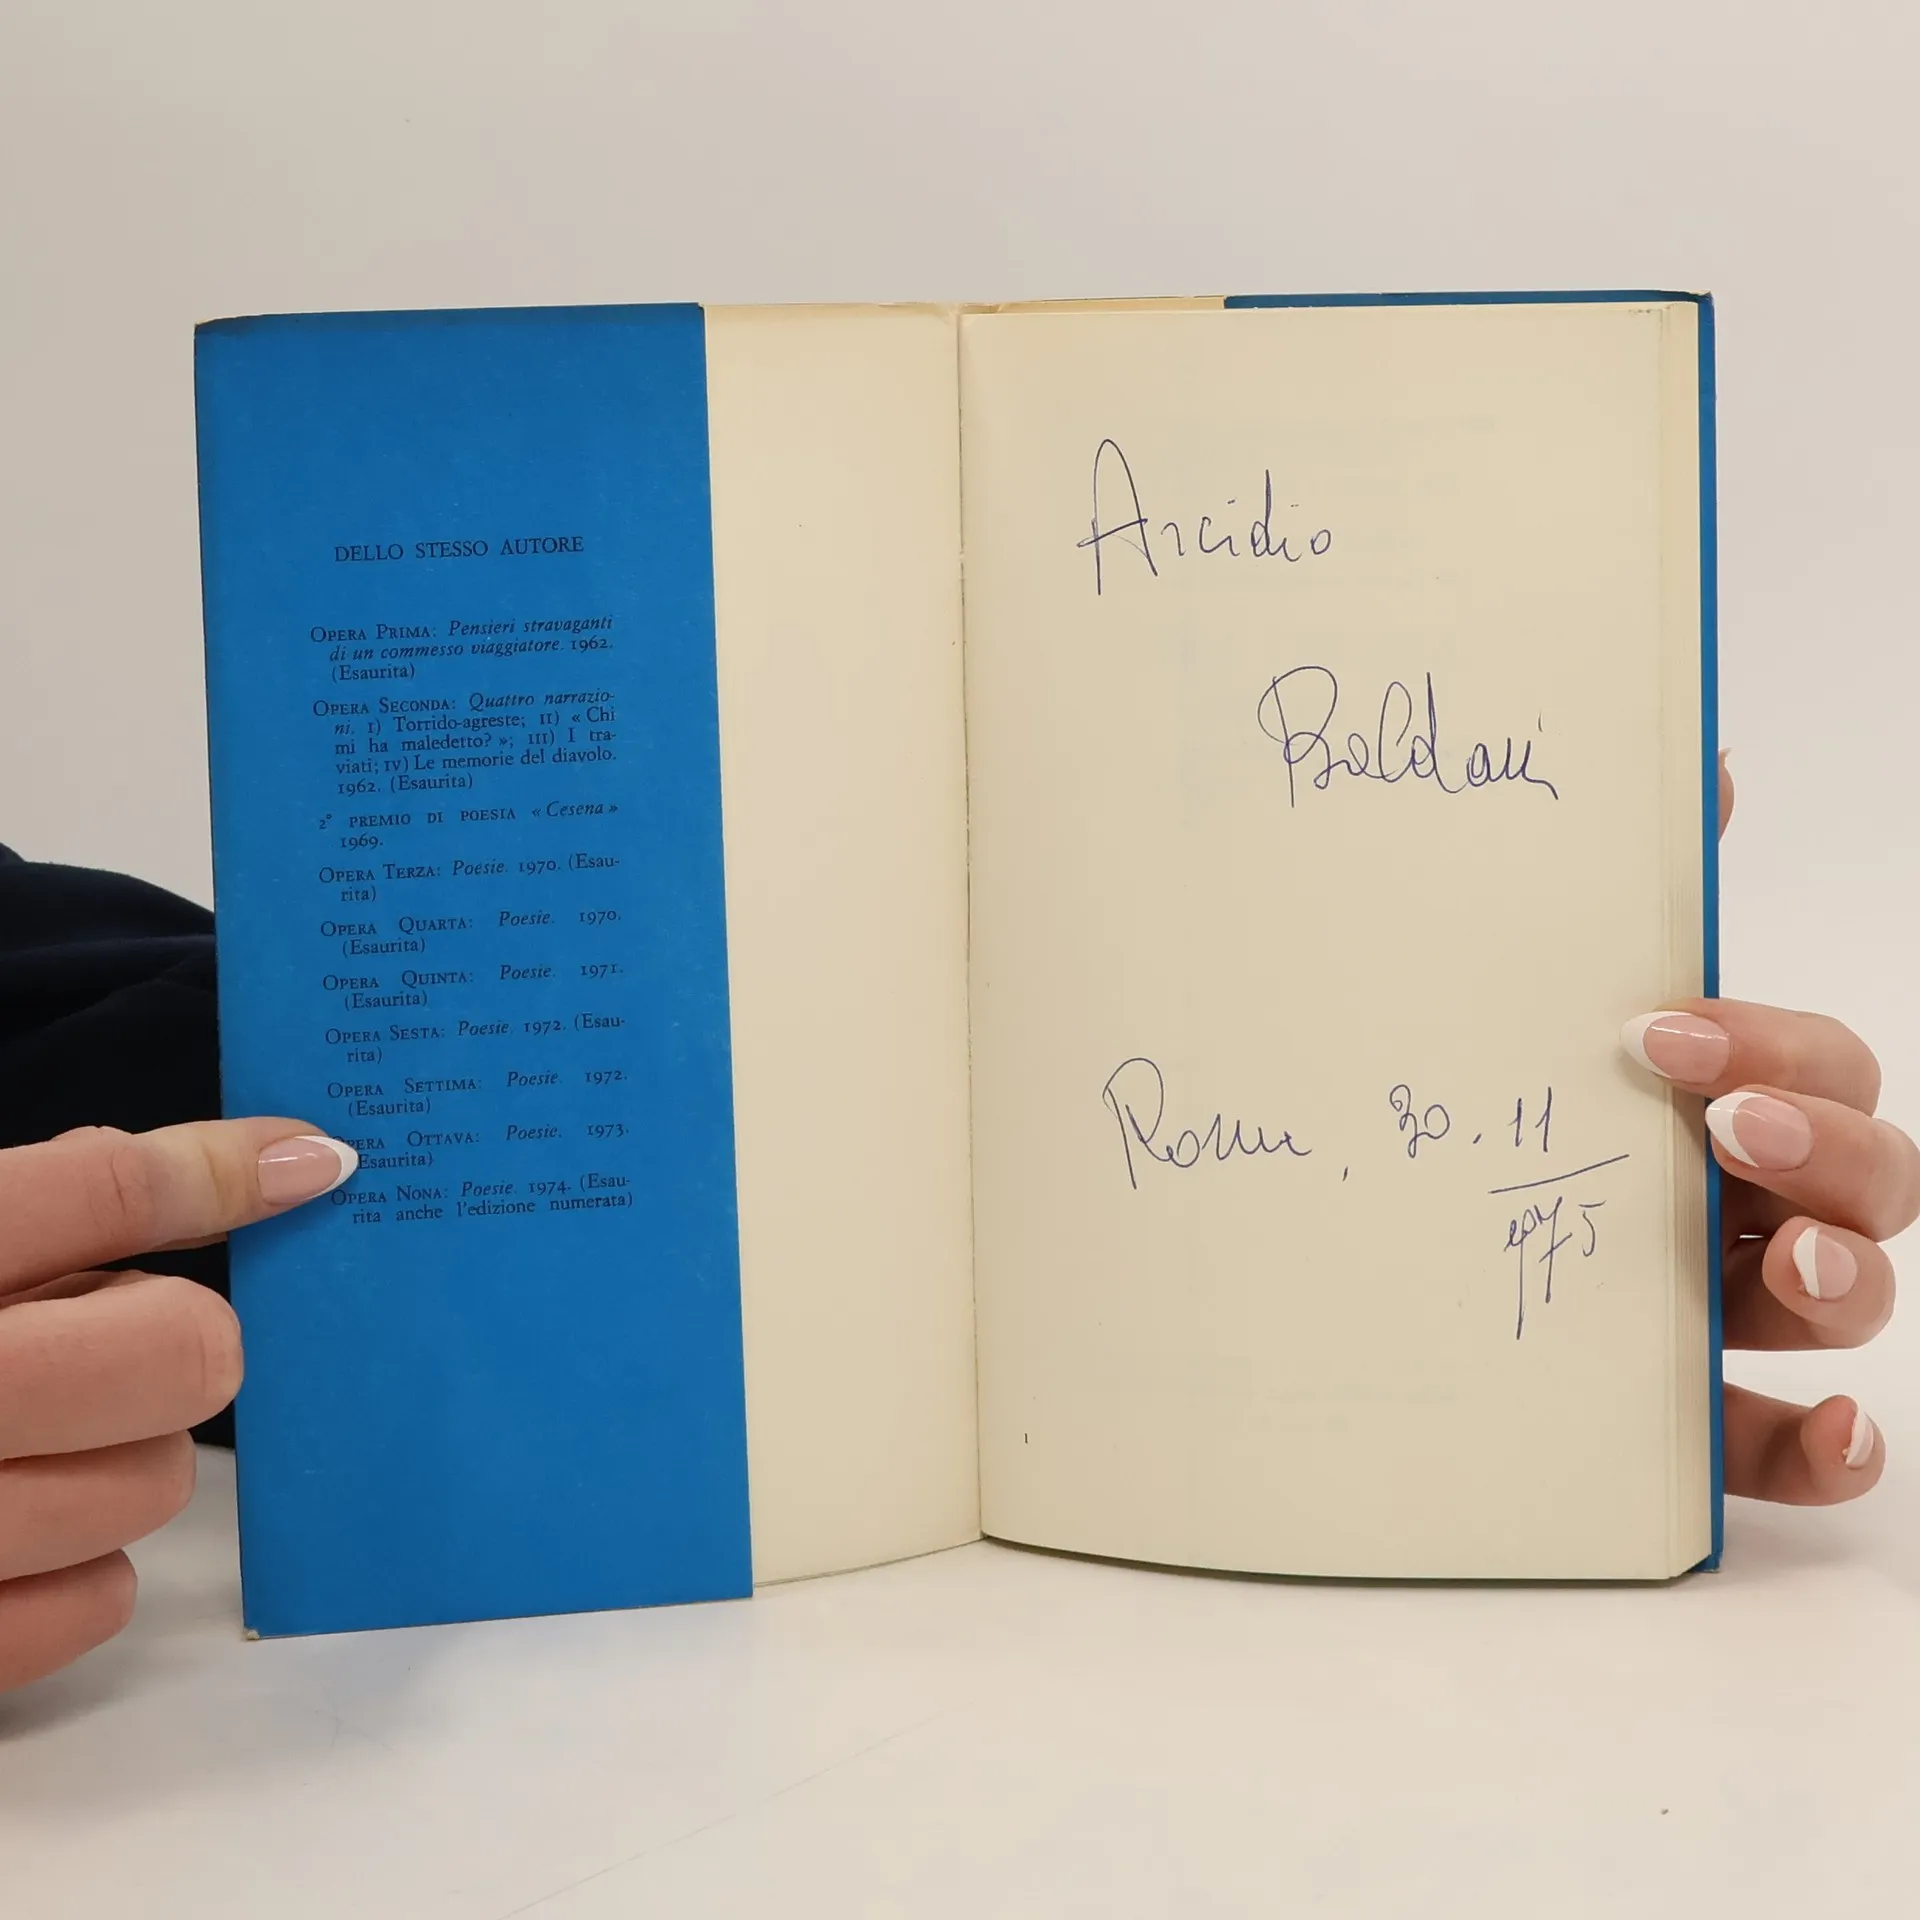 DELLO STESSO AUTORE
OPERA PRIMA: Pensieri stravaganti
di un commesso viaggiatore. 1962.
(Esaurita)
OPERA SECONDA: Quattro narrazio-
ni. I) Torrido-agreste; II) « Chi
mi ha maledetto? »; III) I tra-
viati; IV) Le memorie del diavolo.
1962. (Esaurita)
2° PREMIO DI POESIA « Cesena »
1969.
OPERA TERZA: Poesie. 1970. (Esau-
rita)
OPERA QUARTA: Poesie. 1970.
(Esaurita)
OPERA QUINTA: Poesie. 1971.
(Esaurita)
OPERA SESTA: Poesie. 1972. (Esau-
rita)
OPERA SETTIMA: Poesie. 1972.
(Esaurita)
OPERA OTTAVA: Poesie. 1973.
(Esaurita)
OPERA NONA: Poesie. 1974. (Esau-
rita anche l'edizione numerata)
Arcidio
Baldani
Roma, 30.11
975
1